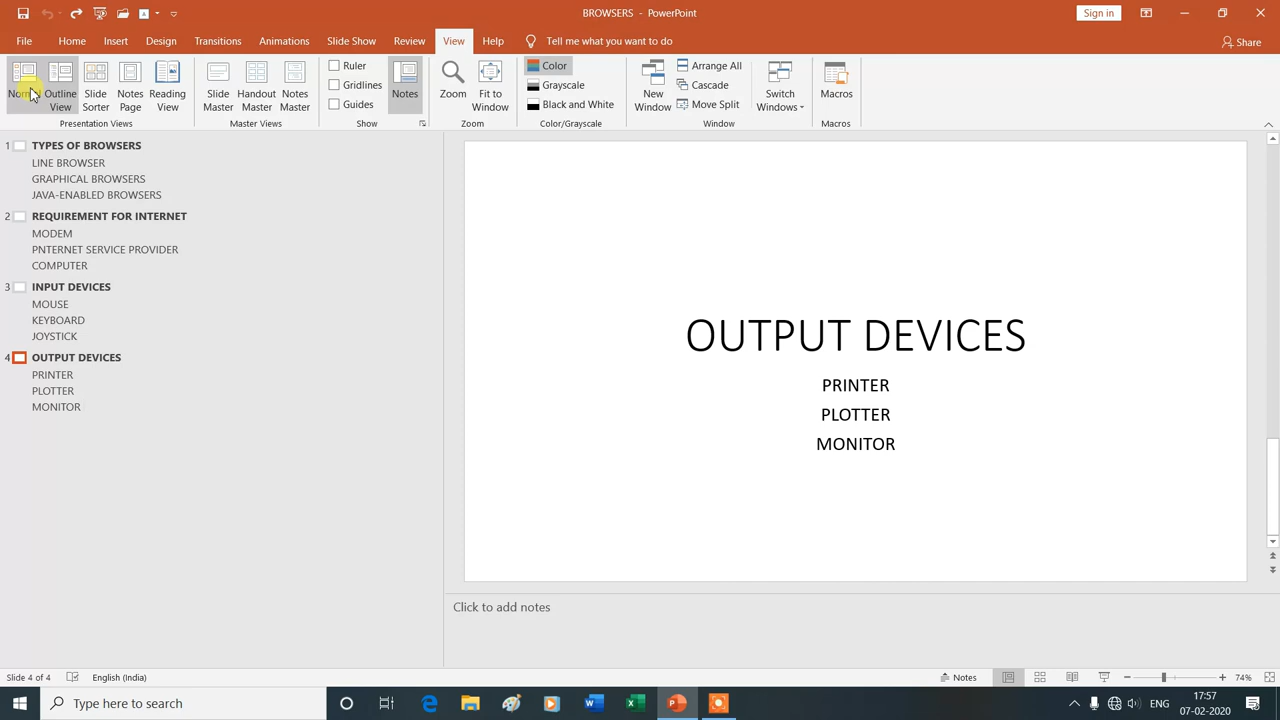 BROWSERS - PowerPoint
Sign in
File Home Insert Design Transitions Animations Slide Show Review View Help Tell me what you want to do Share
Normal Outline View Slide Sorter Notes Page Reading View
Presentation Views
Slide Master Handout Master Notes Master
Master Views
Ruler
Gridlines
Guides
Notes
Show
Zoom Fit to Window
Zoom
Color
Grayscale
Black and White
Color/Grayscale
New Window
Arrange All
Cascade
Move Split
Switch Windows
Window
Macros
Macros
1 TYPES OF BROWSERS
LINE BROWSER
GRAPHICAL BROWSERS
JAVA-ENABLED BROWSERS
2 REQUIREMENT FOR INTERNET
MODEM
PNTERNET SERVICE PROVIDER
COMPUTER
3 INPUT DEVICES
MOUSE
KEYBOARD
JOYSTICK
4 OUTPUT DEVICES
PRINTER
PLOTTER
MONITOR
OUTPUT DEVICES
PRINTER
PLOTTER
MONITOR
Click to add notes
Slide 4 of 4 English (India) Notes 74%
Type here to search
ENG
17:57
07-02-2020